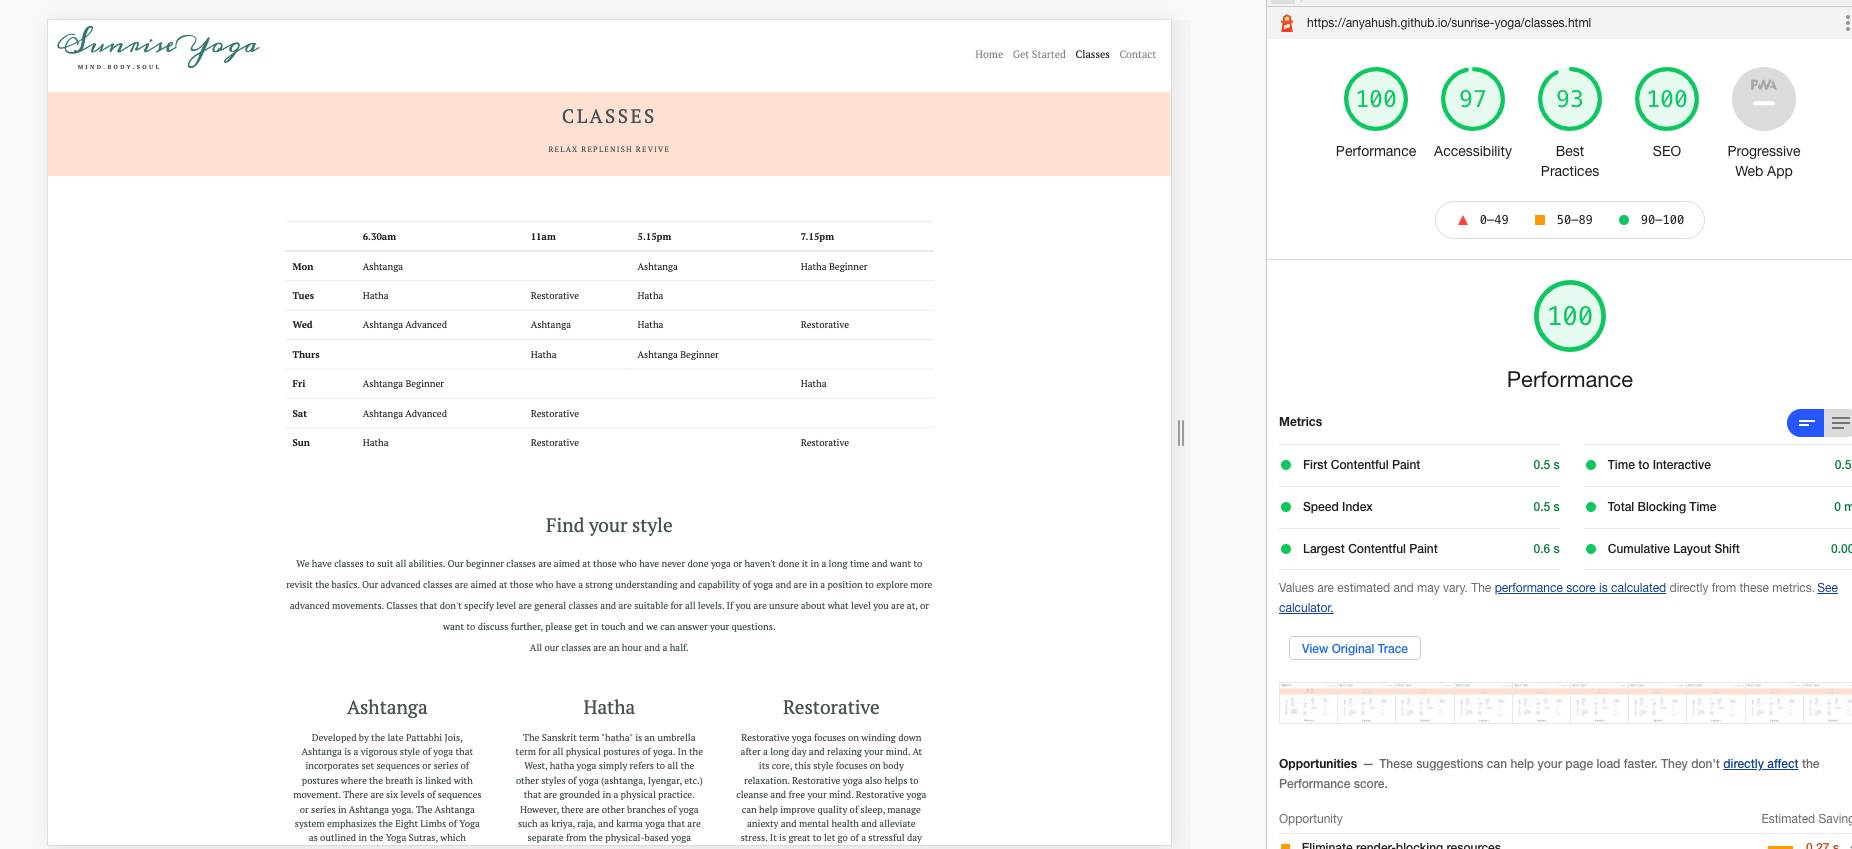 Sunrise Yoga
MIND.BODY.SOUL
Home Get Started Classes Contact
CLASSES
RELAX REPLENISH REVIVE
6.30am 11am 5.15pm 7.15pm
Mon Ashtanga Ashtanga Hatha Beginner
Tues Hatha Restorative Hatha
Wed Ashtanga Advanced Ashtanga Hatha Restorative
Thurs Hatha Ashtanga Beginner
Fri Ashtanga Beginner Hatha
Sat Ashtanga Advanced Restorative
Sun Hatha Restorative Restorative
Find your style
We have classes to suit all abilities. Our beginner classes are aimed at those who have never done yoga or haven't done it in a long time and want to
revisit the basics. Our advanced classes are aimed at those who have a strong understanding and capability of yoga and are in a position to explore more
advanced movements. Classes that don't specify level are general classes and are suitable for all levels. If you are unsure about what level you are at, or
want to discuss further, please get in touch and we can answer your questions.
All our classes are an hour and a half.
Ashtanga
Developed by the late Pattabhi Jois,
Ashtanga is a vigorous style of yoga that
incorporates set sequences or series of
postures where the breath is linked with
movement. There are six levels of sequences
or series in Ashtanga yoga. The Ashtanga
system emphasizes the Eight Limbs of Yoga
as outlined in the Yoga Sutras, which
Hatha
The Sanskrit term "hatha" is an umbrella
term for all physical postures of yoga. In the
West, hatha yoga simply refers to all the
other styles of yoga (ashtanga, Iyengar, etc.)
that are grounded in a physical practice.
However, there are other branches of yoga
such as kriya, raja, and karma yoga that are
separate from the physical-based yoga
Restorative
Restorative yoga focuses on winding down
after a long day and relaxing your mind. At
its core, this style focuses on body
relaxation. Restorative yoga also helps to
cleanse and free your mind. Restorative yoga
can help improve quality of sleep, manage
aniexty and mental health and alleviate
stress. It is great to let go of a stressful day
https://anyahush.github.io/sunrise-yoga/classes.html
100 97 93 100 PWA
Performance Accessibility Best Practices SEO Progressive Web App
0–49 50–89 90–100
100
Performance
Metrics
First Contentful Paint 0.5 s Time to Interactive 0.5
Speed Index 0.5 s Total Blocking Time 0 m
Largest Contentful Paint 0.6 s Cumulative Layout Shift 0.00
Values are estimated and may vary. The performance score is calculated directly from these metrics. See
calculator.
View Original Trace
Opportunities — These suggestions can help your page load faster. They don't directly affect the
Performance score.
Opportunity Estimated Saving
Eliminate render-blocking resources 0.27 s